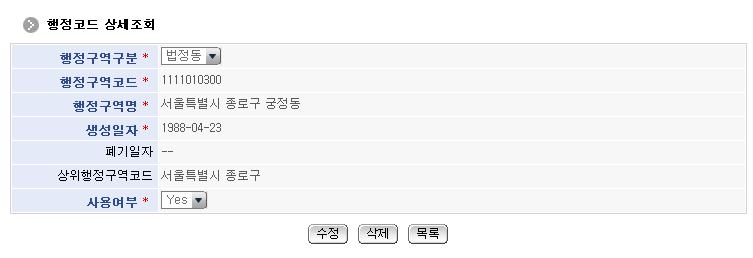 행정코드 상세조회
행정구역구분 * 법정동
행정구역코드 * 1111010300
행정구역명 * 서울특별시 종로구 궁정동
생성일자 * 1988-04-23
폐기일자 --
상위행정구역코드 서울특별시 종로구
사용여부 * Yes
수정 삭제 목록